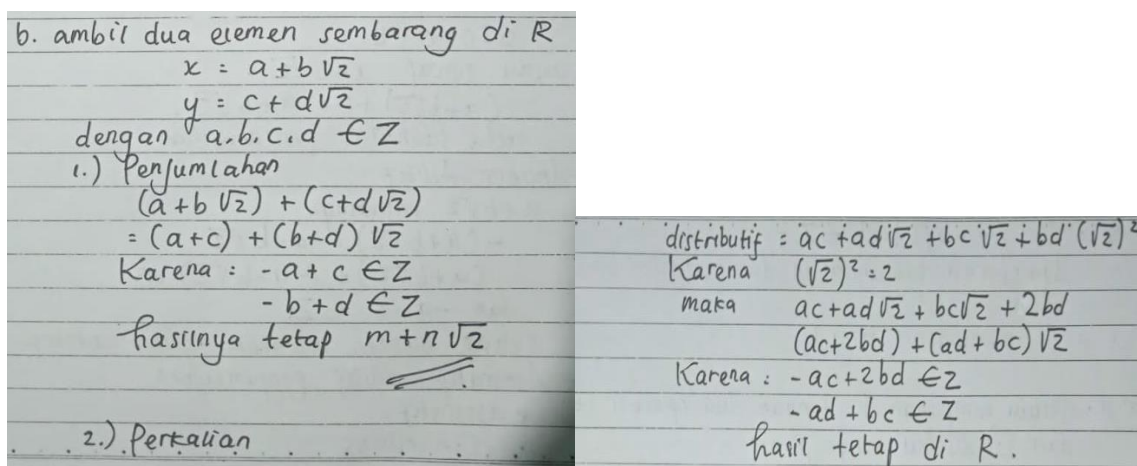 b. ambil dua elemen sembarang di R
x = a + b √2
y = c + d √2
dengan a, b, c, d ∈ Z
1.) Penjumlahan
(a + b √2) + (c + d √2)
= (a+c) + (b+d) √2
Karena : - a + c ∈ Z
- b + d ∈ Z
hasilnya tetap m + n √2
2.) Perkalian
distributif = ac + ad √2 + bc √2 + bd (√2)²
Karena (√2)² = 2
maka ac + ad √2 + bc √2 + 2bd
(ac + 2bd) + (ad + bc) √2
Karena : - ac + 2bd ∈ Z
- ad + bc ∈ Z
hasil tetap di R.